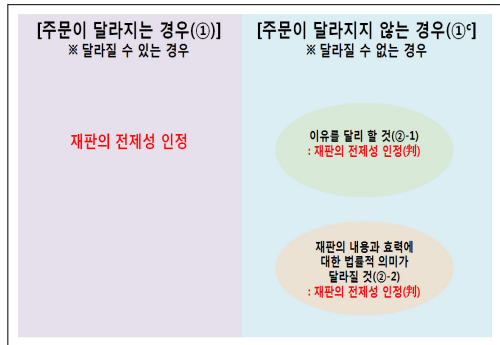 [주문이 달라지는 경우(①)]
※ 달라질 수 있는 경우
재판의 전제성 인정
[주문이 달라지지 않는 경우(①ᶜ]
※ 달라질 수 없는 경우
이유를 달리 할 것(②-1)
: 재판의 전제성 인정(判)
재판의 내용과 효력에
대한 법률적 의미가
달라질 것(②-2)
: 재판의 전제성 인정(判)